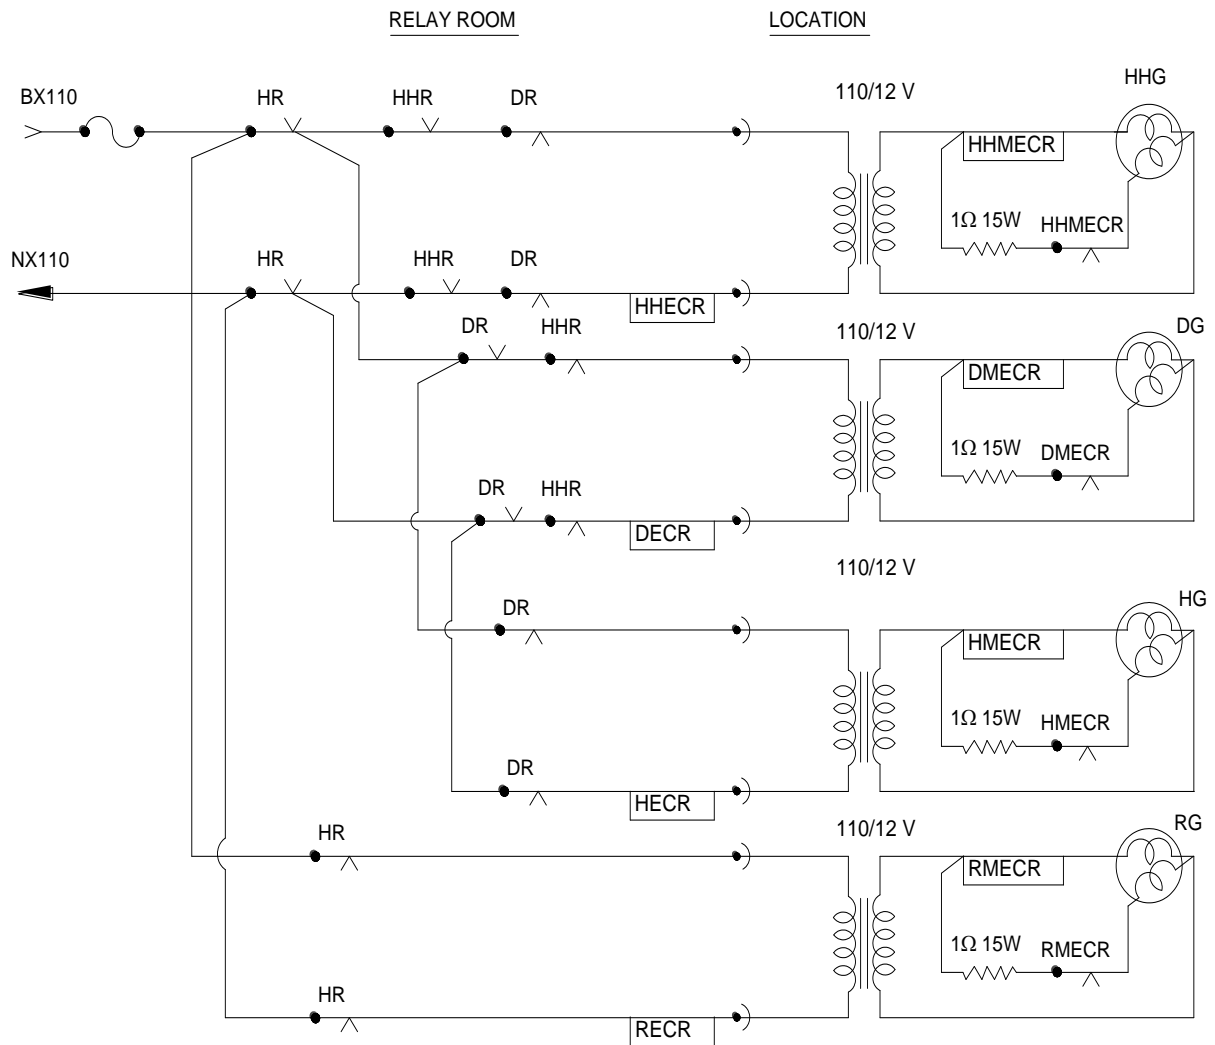 RELAY ROOM LOCATION
BX110 HR HHR DR 110/12 V HHG
HHMECR
1Ω 15W HHMECR
NX110 HR HHR DR
HHECR
DR HHR 110/12 V DG
DMECR
1Ω 15W DMECR
DR HHR
DECR
110/12 V
DR HG
HMECR
1Ω 15W HMECR
DR
HECR
HR 110/12 V RG
RMECR
1Ω 15W RMECR
HR
RECR